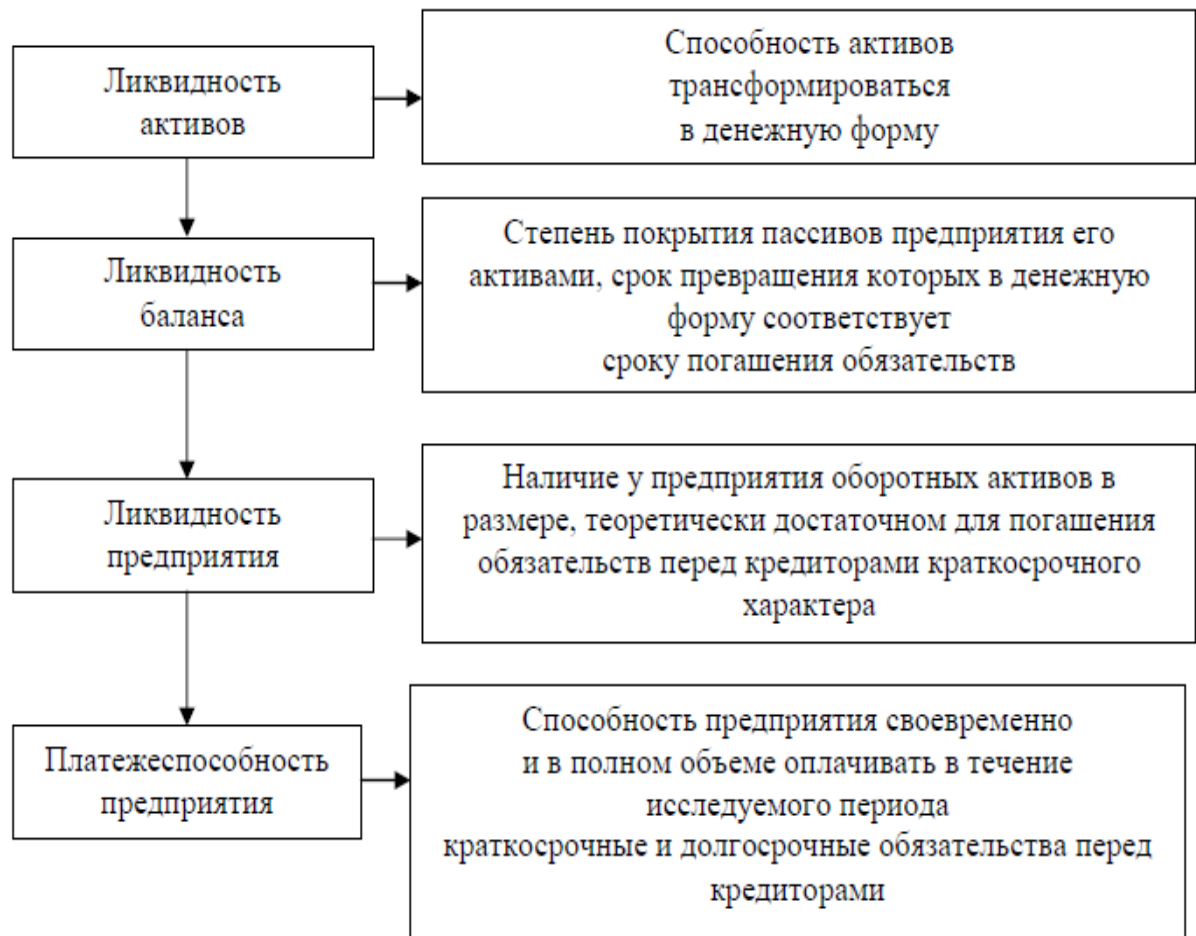 Ликвидность
активов
Способность активов
трансформироваться
в денежную форму
Ликвидность
баланса
Степень покрытия пассивов предприятия его
активами, срок превращения которых в денежную
форму соответствует
сроку погашения обязательств
Ликвидность
предприятия
Наличие у предприятия оборотных активов в
размере, теоретически достаточном для погашения
обязательств перед кредиторами краткосрочного
характера
Платежеспособность
предприятия
Способность предприятия своевременно
и в полном объеме оплачивать в течение
исследуемого периода
краткосрочные и долгосрочные обязательства перед
кредиторами